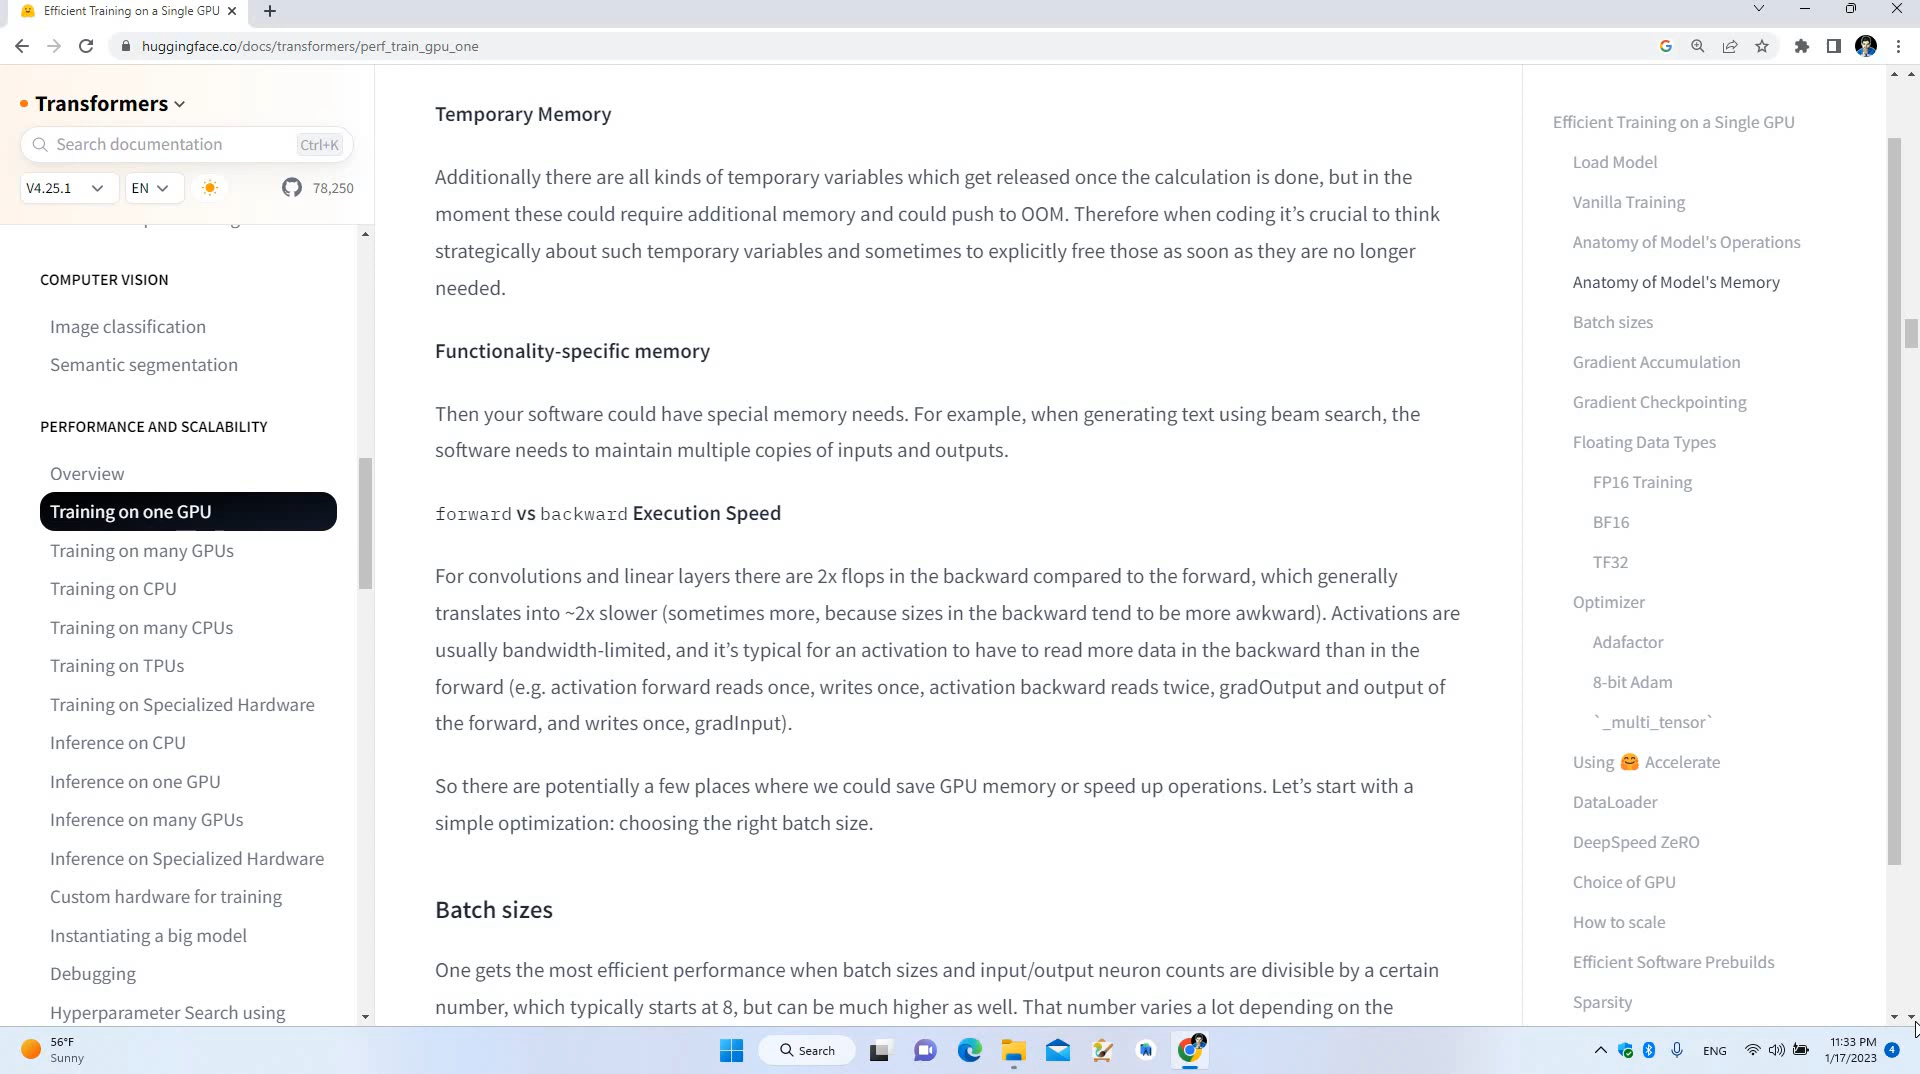 Efficient Training on a Single GPU
huggingface.co/docs/transformers/perf_train_gpu_one
Transformers
Search documentation
Ctrl+K
V4.25.1
EN
78,250
COMPUTER VISION
Image classification
Semantic segmentation
PERFORMANCE AND SCALABILITY
Overview
Training on one GPU
Training on many GPUs
Training on CPU
Training on many CPUs
Training on TPUs
Training on Specialized Hardware
Inference on CPU
Inference on one GPU
Inference on many GPUs
Inference on Specialized Hardware
Custom hardware for training
Instantiating a big model
Debugging
Hyperparameter Search using
Temporary Memory
Additionally there are all kinds of temporary variables which get released once the calculation is done, but in the
moment these could require additional memory and could push to OOM. Therefore when coding it’s crucial to think
strategically about such temporary variables and sometimes to explicitly free those as soon as they are no longer
needed.
Functionality-specific memory
Then your software could have special memory needs. For example, when generating text using beam search, the
software needs to maintain multiple copies of inputs and outputs.
forward vs backward Execution Speed
For convolutions and linear layers there are 2x flops in the backward compared to the forward, which generally
translates into ~2x slower (sometimes more, because sizes in the backward tend to be more awkward). Activations are
usually bandwidth-limited, and it’s typical for an activation to have to read more data in the backward than in the
forward (e.g. activation forward reads once, writes once, activation backward reads twice, gradOutput and output of
the forward, and writes once, gradInput).
So there are potentially a few places where we could save GPU memory or speed up operations. Let’s start with a
simple optimization: choosing the right batch size.
Batch sizes
One gets the most efficient performance when batch sizes and input/output neuron counts are divisible by a certain
number, which typically starts at 8, but can be much higher as well. That number varies a lot depending on the
Efficient Training on a Single GPU
Load Model
Vanilla Training
Anatomy of Model's Operations
Anatomy of Model's Memory
Batch sizes
Gradient Accumulation
Gradient Checkpointing
Floating Data Types
FP16 Training
BF16
TF32
Optimizer
Adafactor
8-bit Adam
`_multi_tensor`
Using 🤗 Accelerate
DataLoader
DeepSpeed ZeRO
Choice of GPU
How to scale
Efficient Software Prebuilds
Sparsity
56°F
Sunny
Search
ENG
11:33 PM
1/17/2023
4